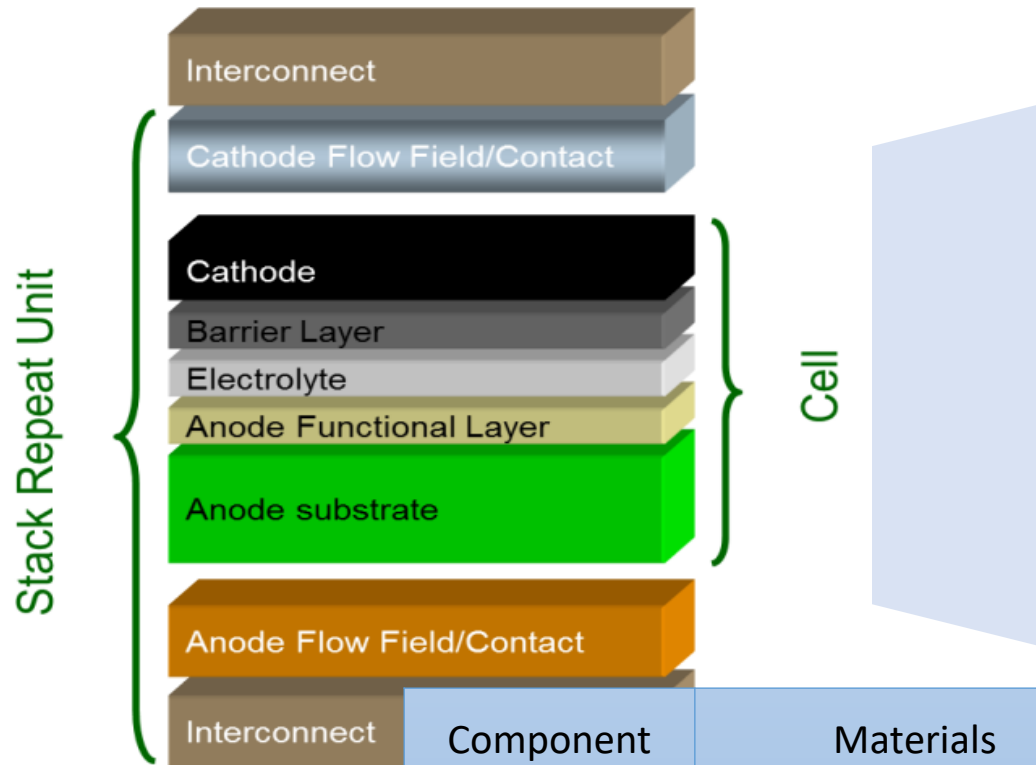 Interconnect
Cathode Flow Field/Contact
Cathode
Barrier Layer
Electrolyte
Anode Functional Layer
Anode substrate
Anode Flow Field/Contact
Interconnect
Stack Repeat Unit
Cell
Component
Materials